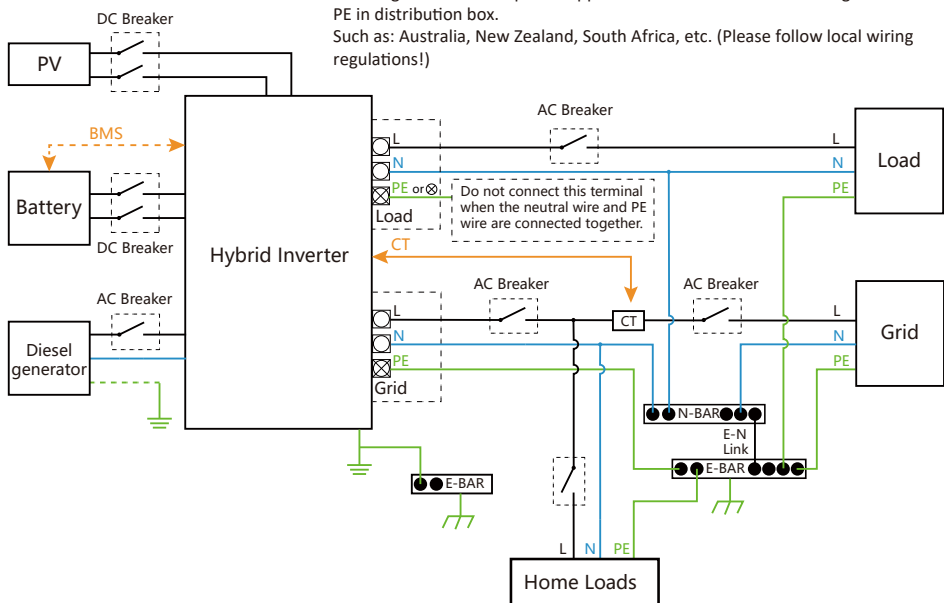 PE in distribution box.
Such as: Australia, New Zealand, South Africa, etc. (Please follow local wiring
regulations!)
DC Breaker
PV
BMS
Battery
DC Breaker
AC Breaker
Diesel
generator
Hybrid Inverter
L
N
PE or
Load
Do not connect this terminal
when the neutral wire and PE
wire are connected together.
AC Breaker
L
N
PE
Load
CT
AC Breaker
CT
AC Breaker
L
N
PE
Grid
L
N
PE
Grid
N-BAR
E-N
Link
E-BAR
E-BAR
L
N
PE
Home Loads